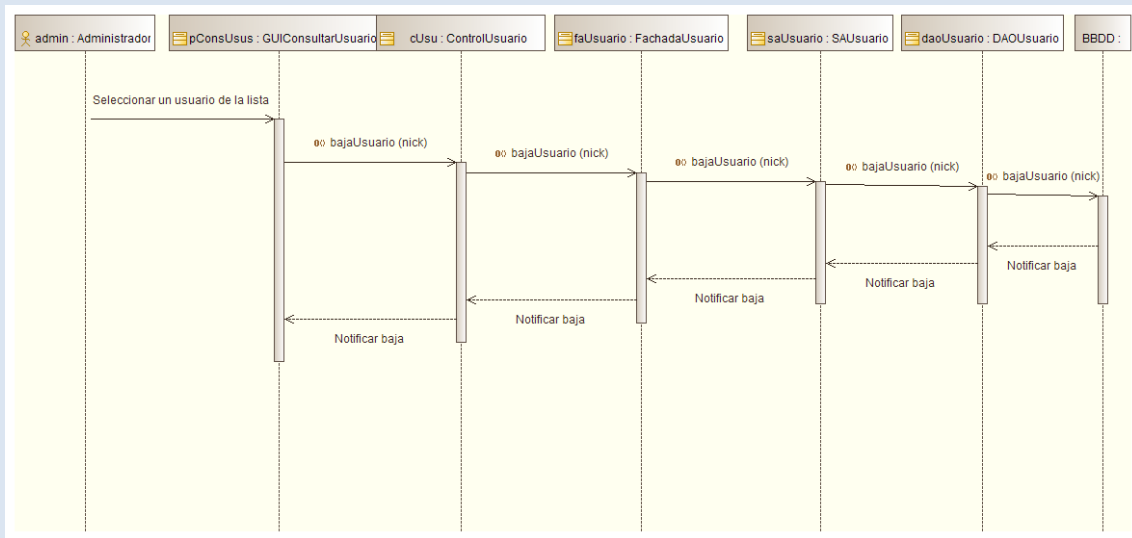 admin : Administrador
pConsUsus : GUIConsultarUsuario
cUsu : ControlUsuario
faUsuario : FachadaUsuario
saUsuario : SAUsuario
daoUsuario : DAOUsuario
BBDD :
Seleccionar un usuario de la lista
bajaUsuario (nick)
bajaUsuario (nick)
bajaUsuario (nick)
bajaUsuario (nick)
bajaUsuario (nick)
Notificar baja
Notificar baja
Notificar baja
Notificar baja
Notificar baja